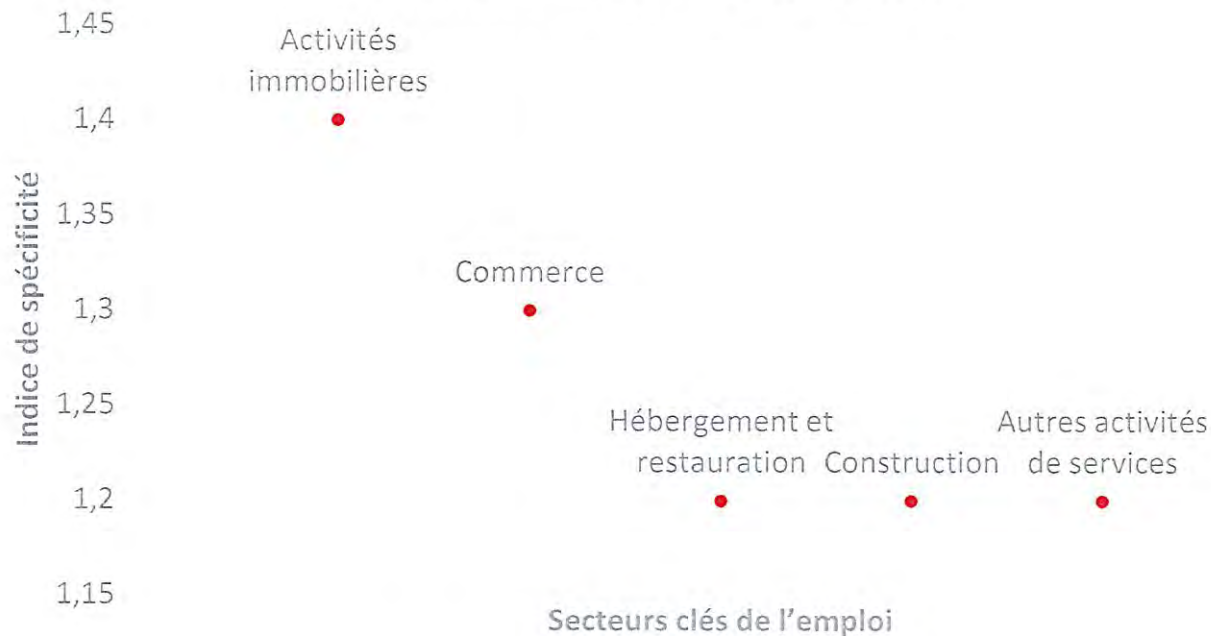 1,45
Activités
immobilières
1,4
Indice de spécificité
1,35
Commerce
1,3
1,25
Hébergement et
restauration
Construction
Autres activités
de services
1,2
1,15
Secteurs clés de l'emploi